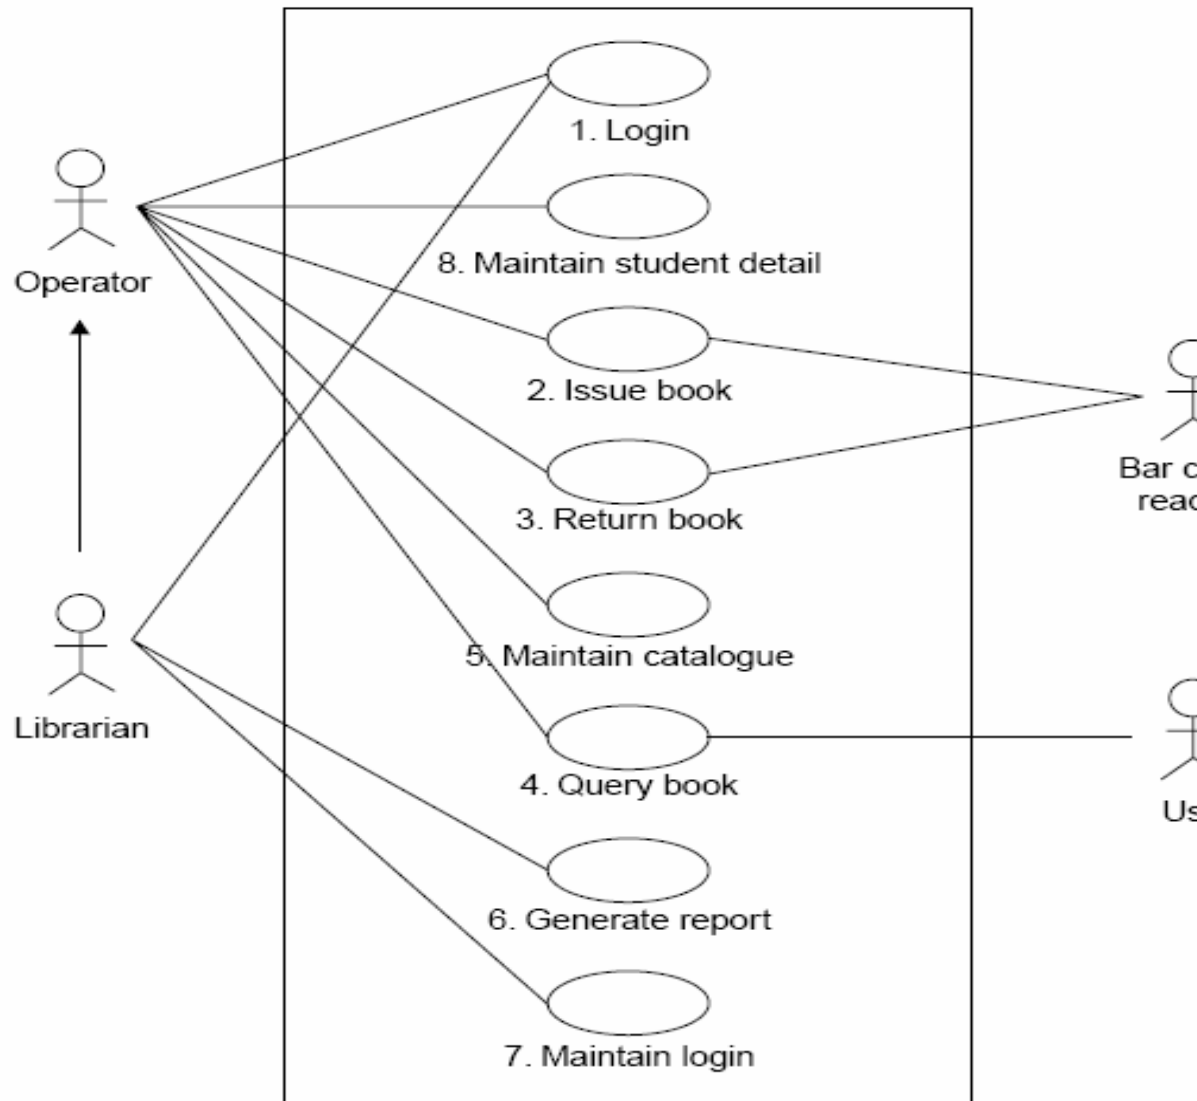 1. Login
8. Maintain student detail
Operator
2. Issue book
Bar
3. Return book
5. Maintain catalogue
Librarian
4. Query book
6. Generate report
7. Maintain login